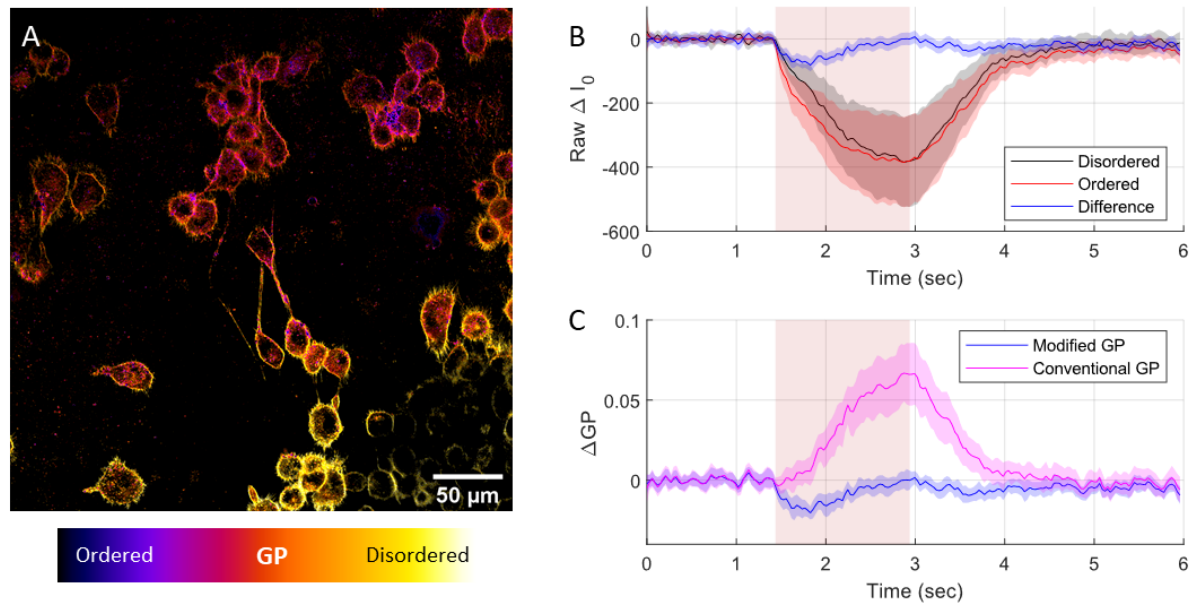 A
50 μm
Ordered GP Disordered
B
Raw Δ I0
0
-200
-400
-600
Disordered
Ordered
Difference
0 1 2 3 4 5 6
Time (sec)
C
ΔGP
0.1
0.05
0
Modified GP
Conventional GP
0 1 2 3 4 5 6
Time (sec)